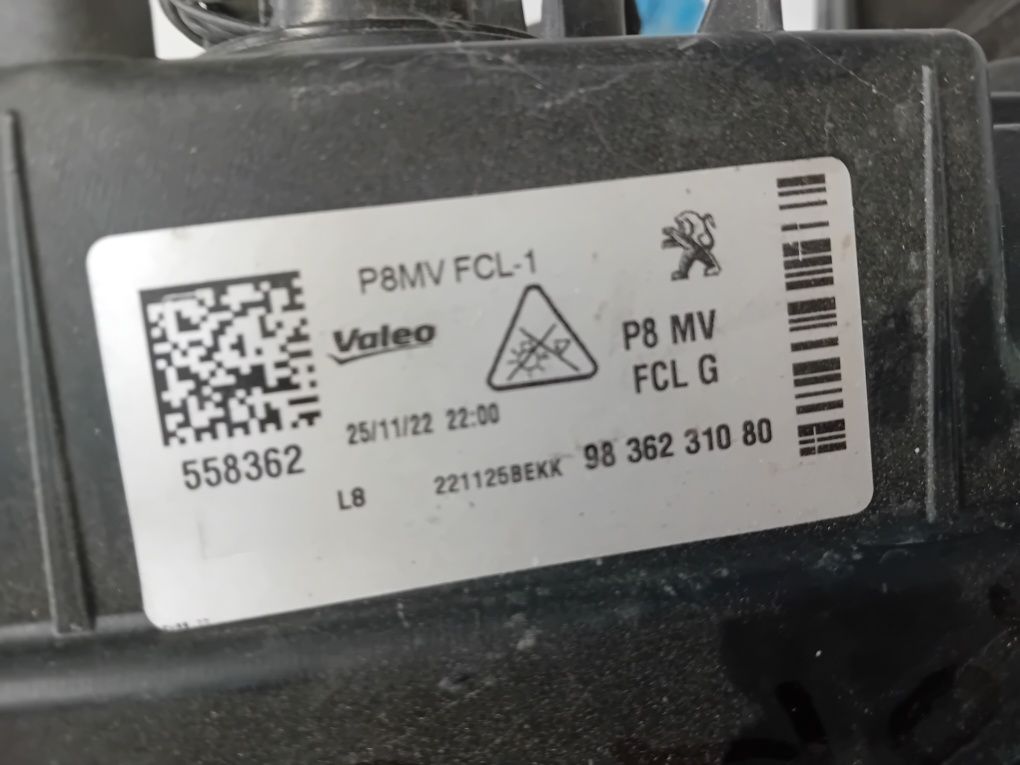 P8MV FCL-1
Valeo
P8 MV
FCL G
25/11/22 22:00
558362
98 362 310 80
L8
221125BEKK